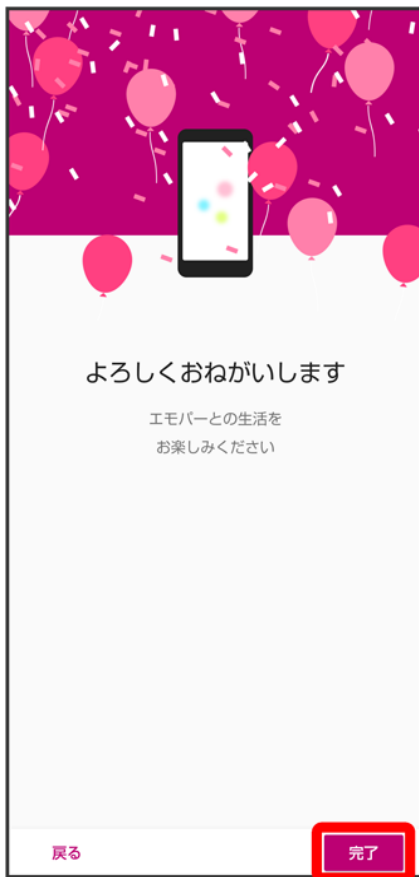 よろしくおねがいします
エモパーとの生活を
お楽しみください
戻る
完了